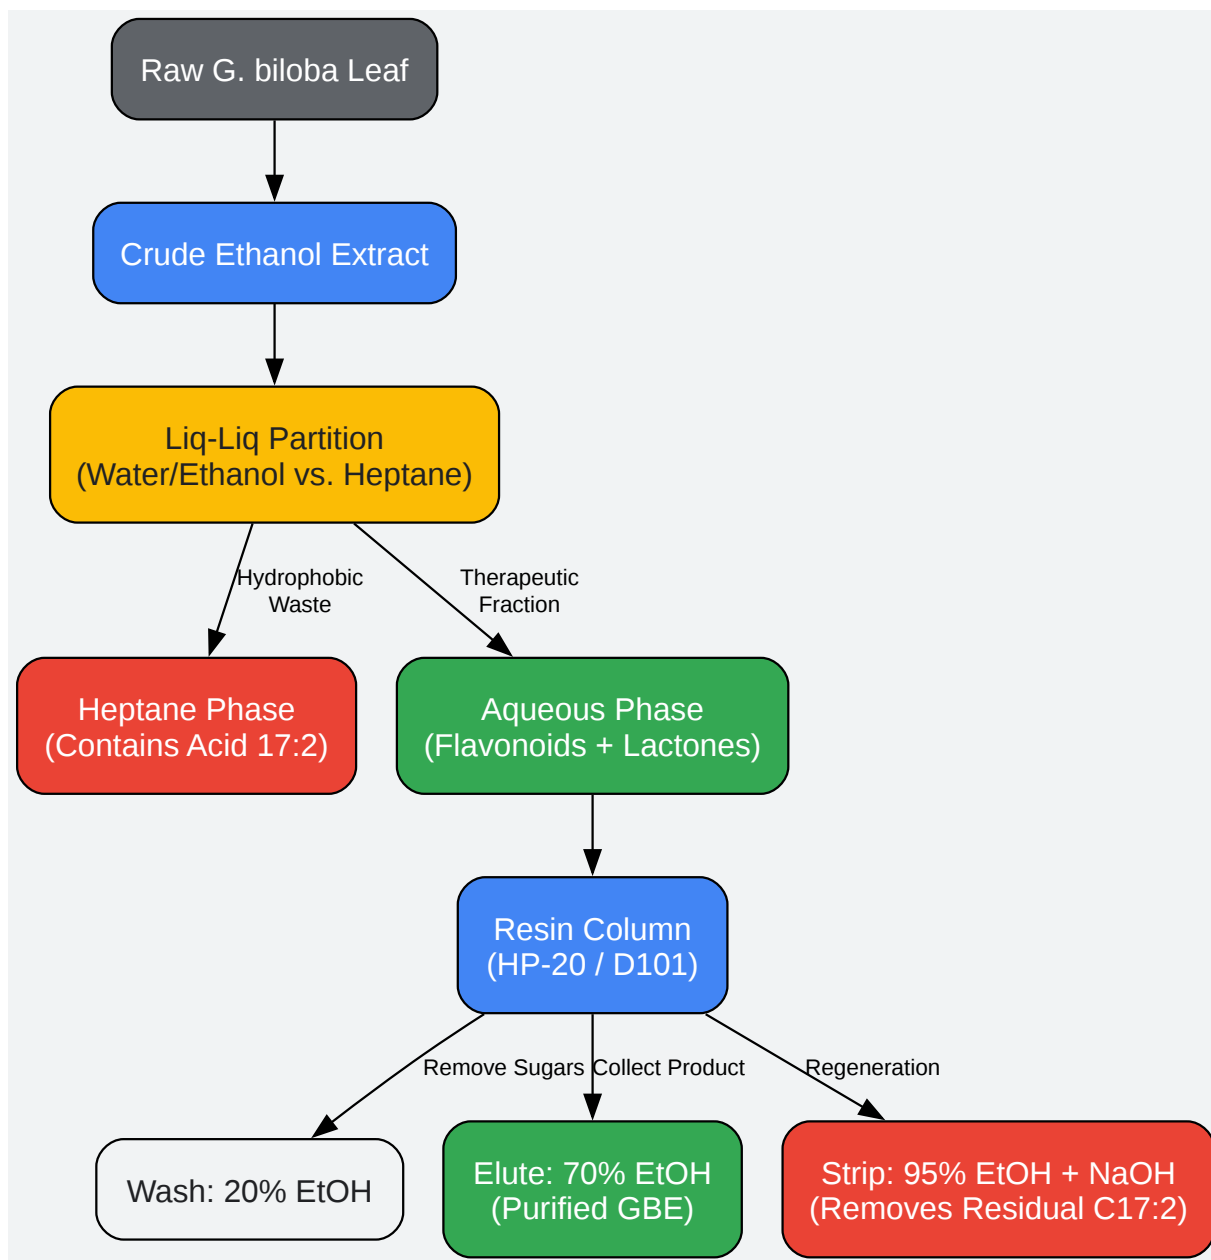 Raw G. biloba Leaf
Crude Ethanol Extract
Liq-Liq Partition
(Water/Ethanol vs. Heptane)
Hydrophobic
Waste
Therapeutic
Fraction
Heptane Phase
(Contains Acid 17:2)
Aqueous Phase
(Flavonoids + Lactones)
Resin Column
(HP-20 / D101)
Remove Sugars
Collect Product
Regeneration
Wash: 20% EtOH
Elute: 70% EtOH
(Purified GBE)
Strip: 95% EtOH + NaOH
(Removes Residual C17:2)